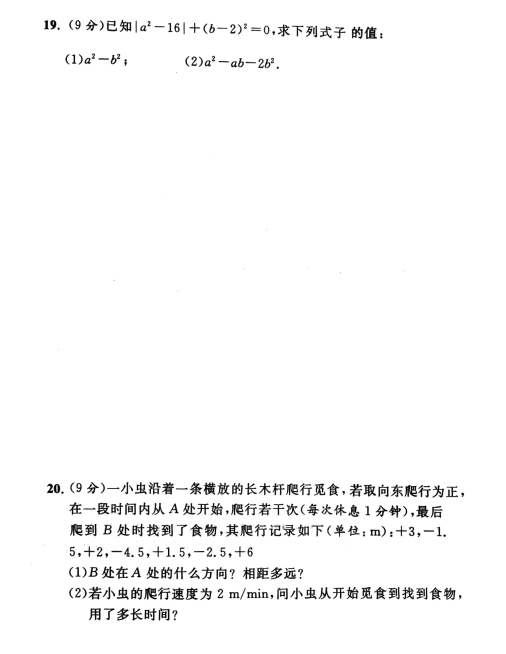 19. (9 分)已知|a²-16|+(b-2)²=0,求下列式子 的值:
(1)a²-b²; (2)a²-ab-2b².
20. (9 分)一小虫沿着一条横放的长木杆爬行觅食,若取向东爬行为正,
在一段时间内从 A 处开始,爬行若干次(每次休息 1 分钟),最后
爬到 B 处时找到了食物,其爬行记录如下(单位:m):+3,-1.
5,+2,-4.5,+1.5,-2.5,+6
(1)B 处在 A 处的什么方向? 相距多远?
(2)若小虫的爬行速度为 2 m/min,问小虫从开始觅食到找到食物,
用了多长时间?